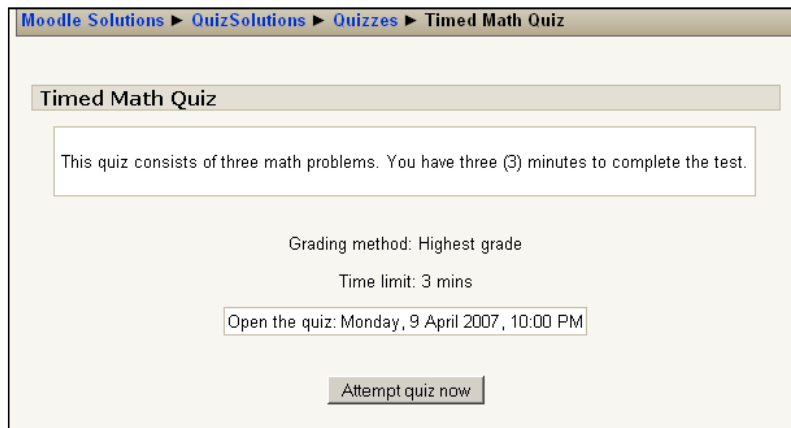 Moodle Solutions ► QuizSolutions ► Quizzes ► Timed Math Quiz
Timed Math Quiz
This quiz consists of three math problems. You have three (3) minutes to complete the test.
Grading method: Highest grade
Time limit: 3 mins
Open the quiz: Monday, 9 April 2007, 10:00 PM
Attempt quiz now